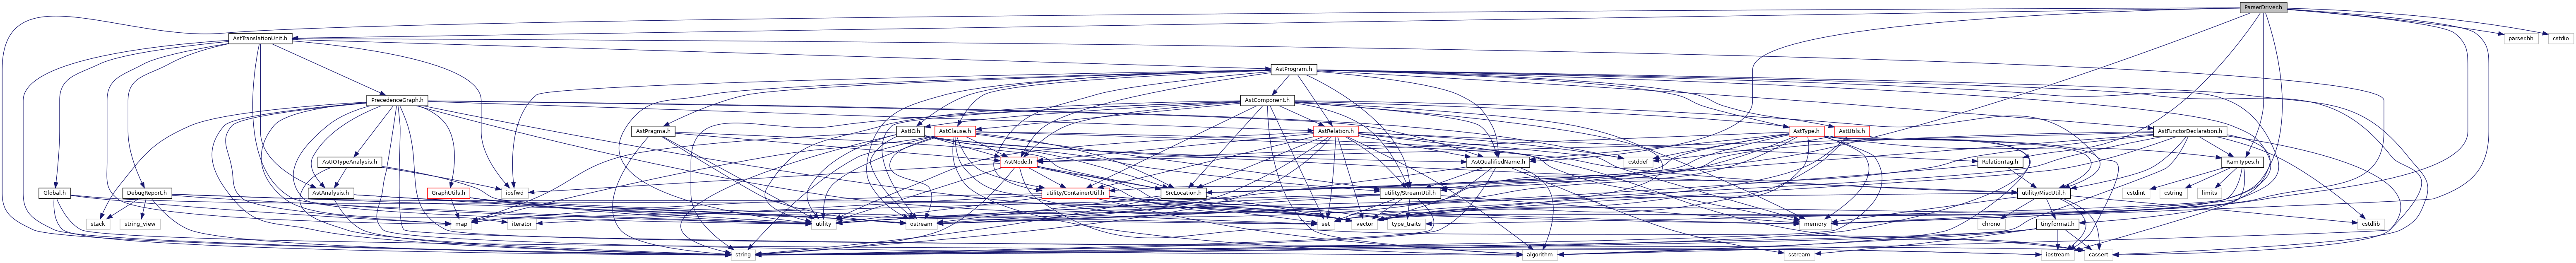 ParserDriver.h
AstTranslationUnit.h
parser.hh
cstdio
AstProgram.h
PrecedenceGraph.h
AstComponent.h
AstPragma.h
AstIO.h
AstClause.h
AstRelation.h
AstType.h
AstUtils.h
AstFunctorDeclaration.h
AstIOTypeAnalysis.h
AstNode.h
AstQualifiedName.h
cstddef
RelationTag.h
RamTypes.h
Global.h
DebugReport.h
AstAnalysis.h
GraphUtils.h
iosfwd
utility/ContainerUtil.h
SrcLocation.h
utility/StreamUtil.h
utility/MiscUtil.h
cstdint
cstring
limits
stack
string_view
map
iterator
utility
ostream
set
vector
type_traits
memory
chrono
tinyformat.h
cstdlib
string
algorithm
sstream
iostream
cassert